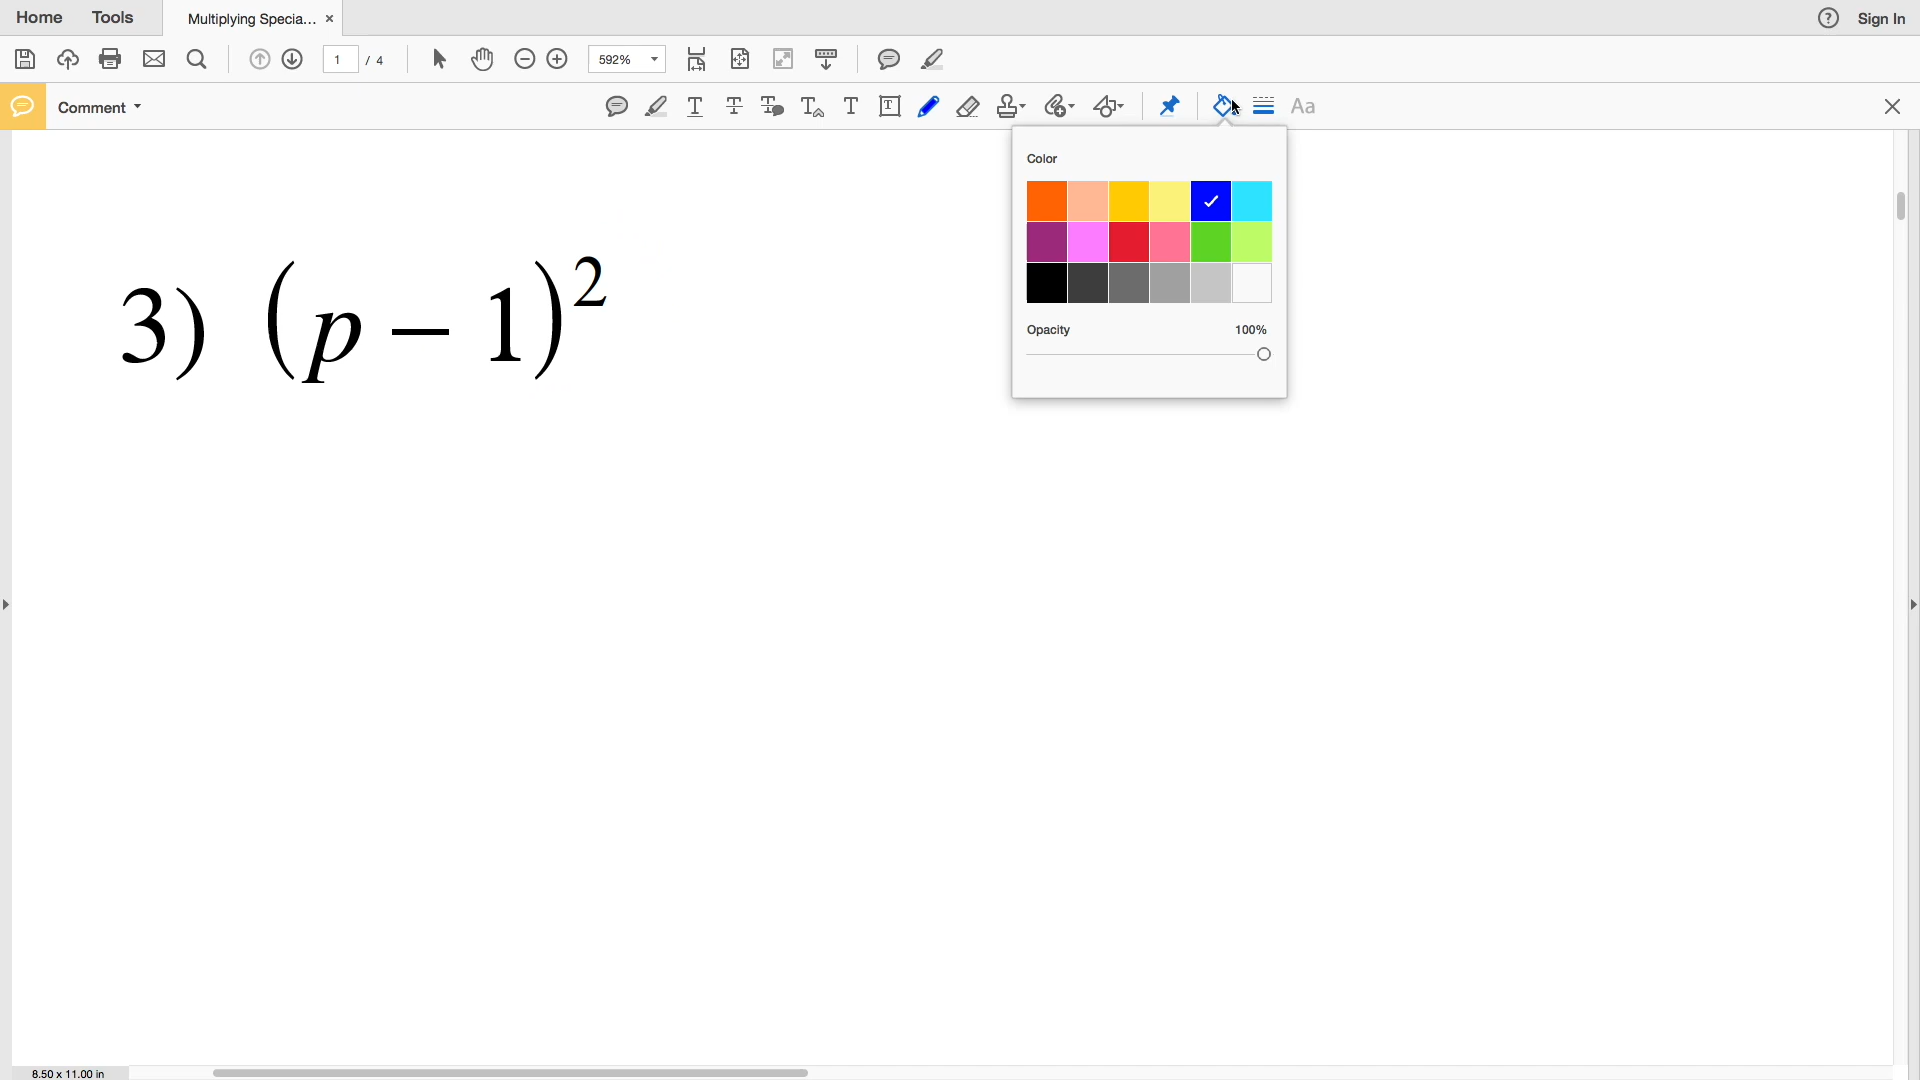 Home Tools Multiplying Specia... × ? Sign In
1 / 4 592%
Comment T T T T T T Aa
Color
3) (p − 1)²
Opacity 100%
8.50 x 11.00 in